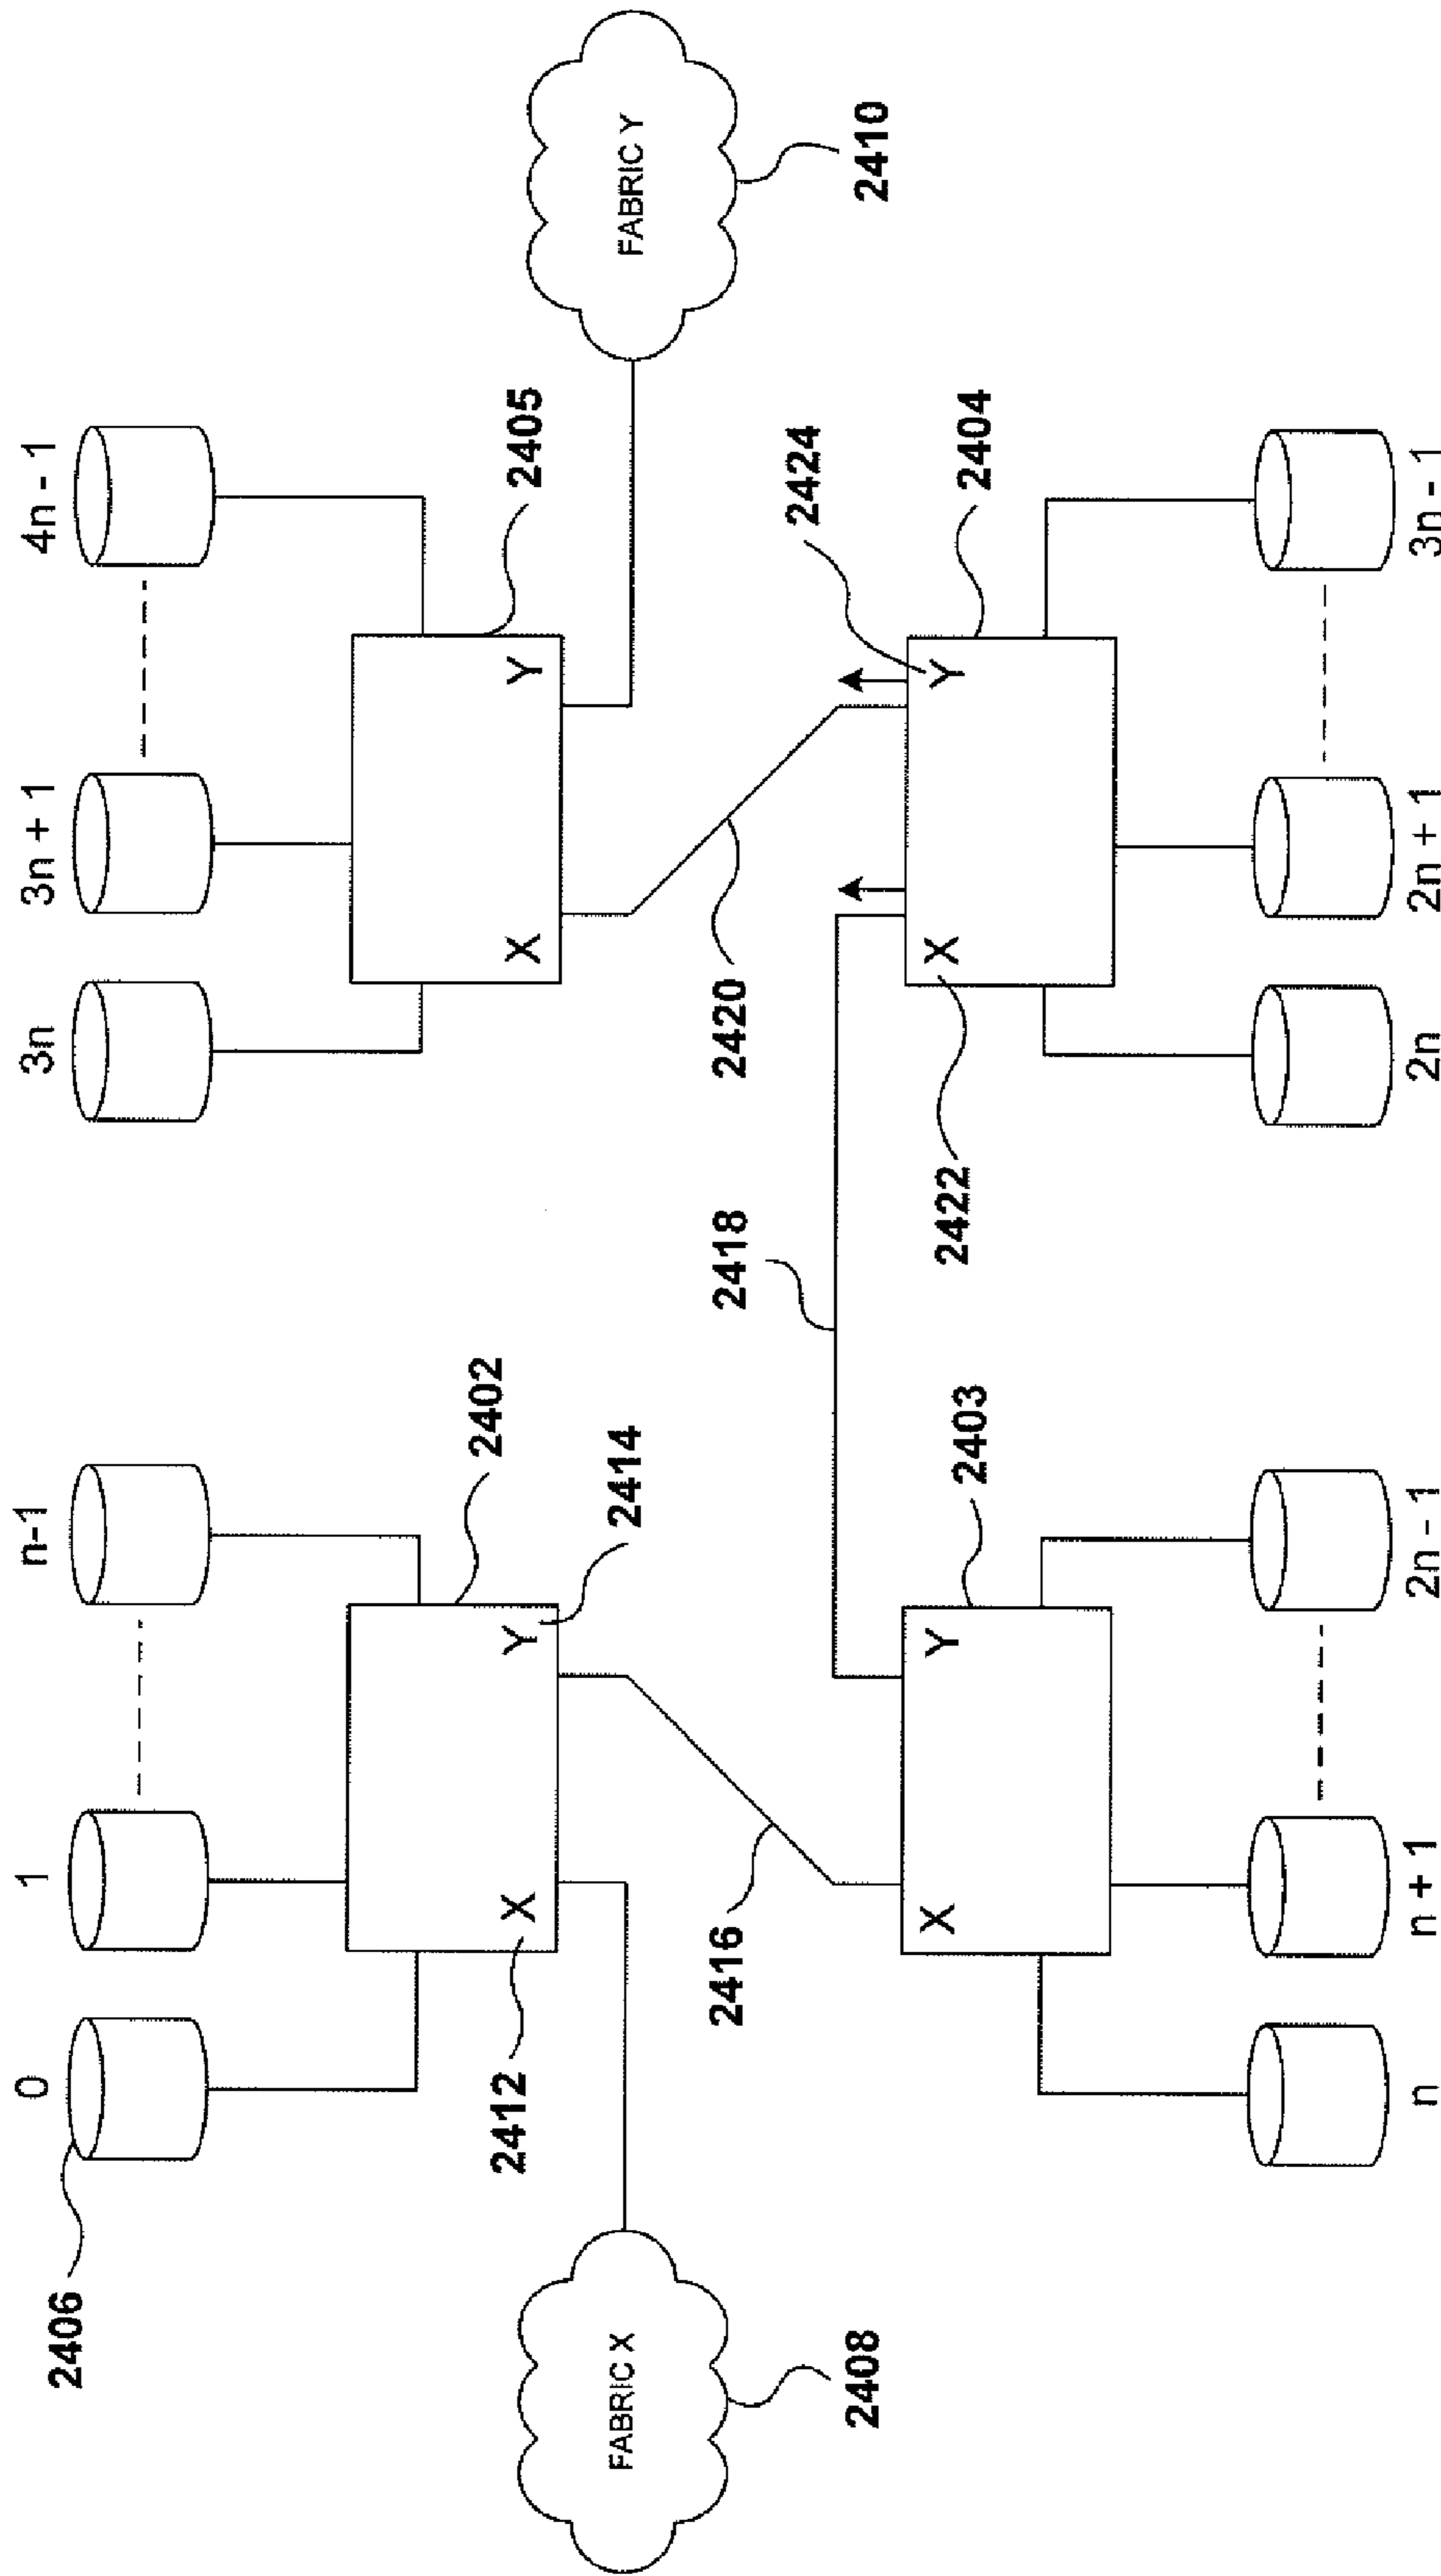 0 1 n-1 3n 3n + 1 4n - 1
2406
2402 2405
X Y X Y
2412 2414
FABRIC X FABRIC Y
2408 2410
2416 2418 2420
2422 2424
X Y X Y
2403 2404
n n + 1 2n - 1 2n 2n + 1 3n - 1